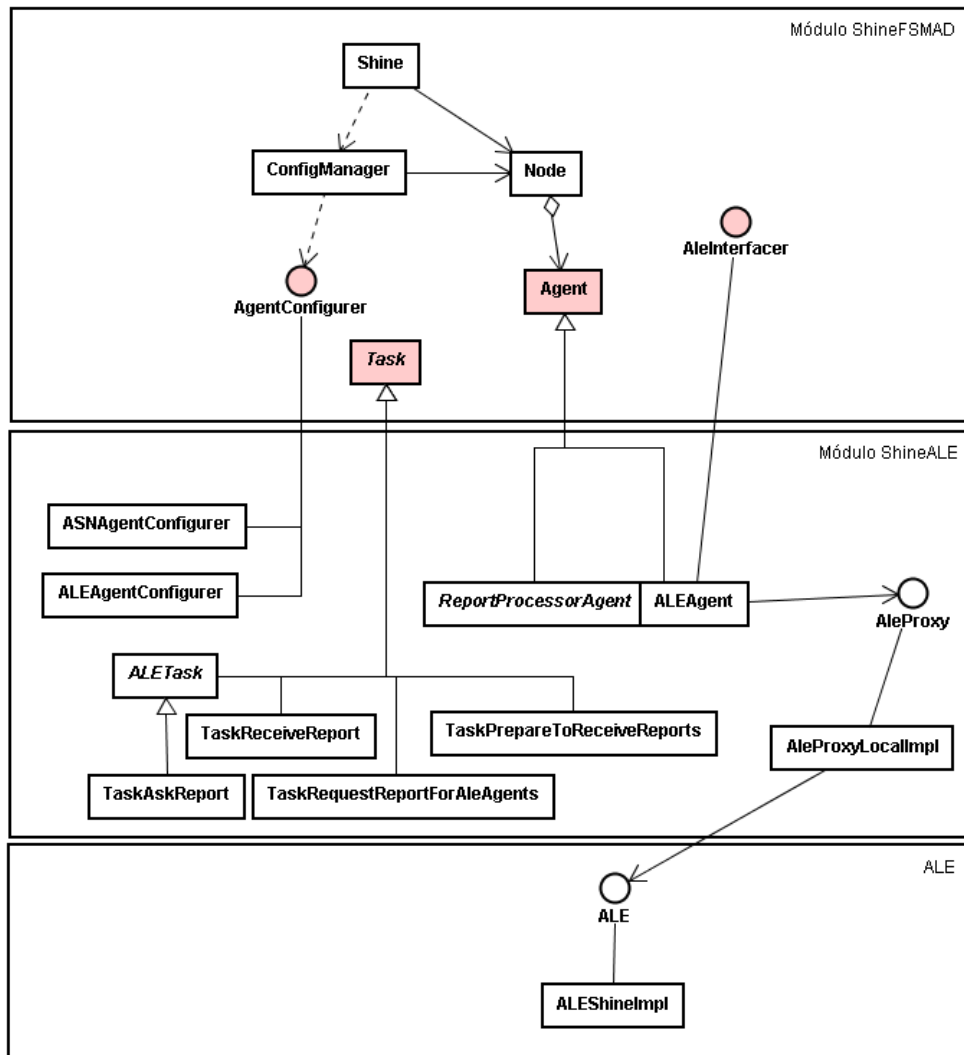 Módulo ShineFSMAD
Shine
ConfigManager
Node
AleInterfacer
AgentConfigurer
Agent
Task
Módulo ShineALE
ASNAgentConfigurer
ALEAgentConfigurer
ReportProcessorAgent
ALEAgent
AleProxy
ALETask
TaskReceiveReport
TaskPrepareToReceiveReports
AleProxyLocalImpl
TaskAskReport
TaskRequestReportForAleAgents
ALE
ALE
ALEShineImpl